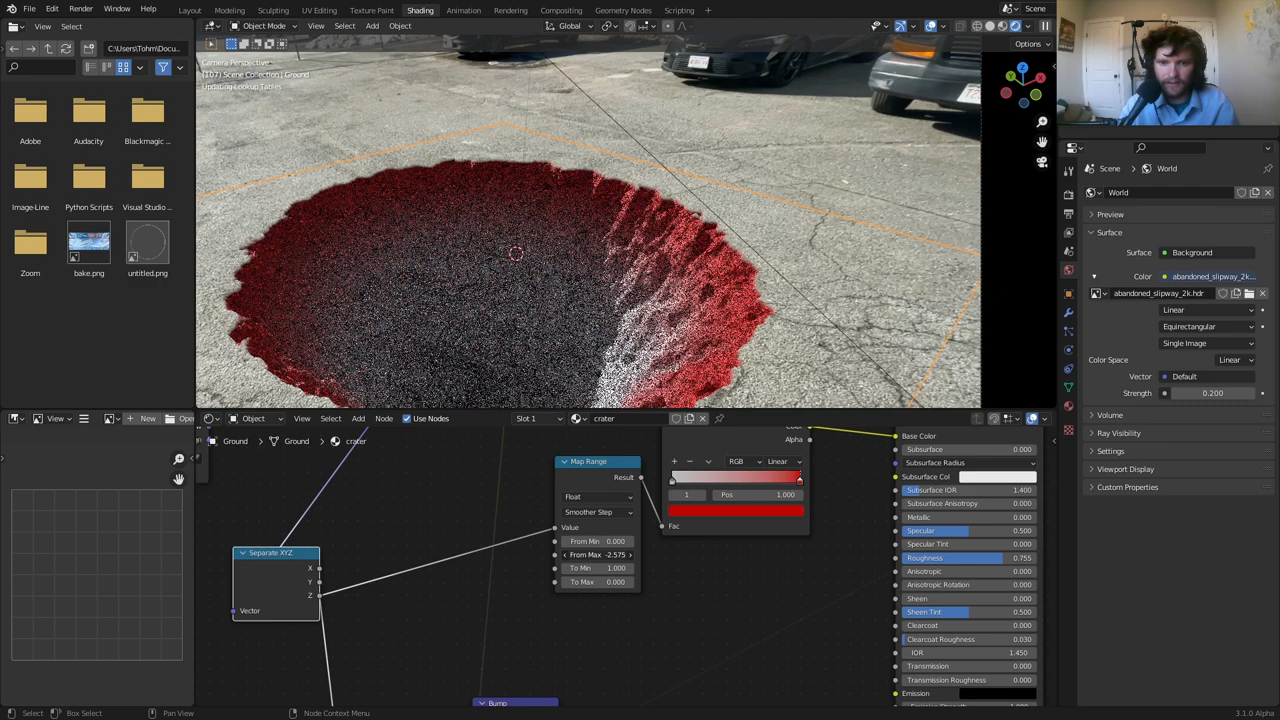 File Edit Render Window Help
Layout Modeling Sculpting UV Editing Texture Paint Shading Animation Rendering Compositing Geometry Nodes Scripting
Scene
View Select
Object Mode View Select Add Object Global
Options
C:\Users\Tohm\Docu...
Camera Perspective
(107) Scene Collection | Ground
Updating Lookup Tables
X
Y
Z
Adobe Audacity Blackmagic ...
Image-Line Python Scripts Visual Studio ...
Zoom bake.png untitled.png
Scene World
World
Preview
Surface
Surface Background
Color abandoned_slipway_2k...
abandoned_slipway_2k.hdr
Linear
Equirectangular
Single Image
Color Space Linear
Vector Default
Strength 0.200
Volume
Ray Visibility
Settings
Viewport Display
Custom Properties
View New Open
Object View Select Add Node Use Nodes Slot 1 crater
Ground Ground crater
Separate XYZ
X
Y
Z
Vector
Map Range
Result
Float
Smoother Step
Value
From Min 0.000
From Max -2.575
To Min 1.000
To Max 0.000
Alpha
RGB Linear
1 Pos 1.000
Fac
Bump
Base Color
Subsurface 0.000
Subsurface Radius
Subsurface Col
Subsurface IOR 1.400
Subsurface Anisotropy 0.000
Metallic 0.000
Specular 0.500
Specular Tint 0.000
Roughness 0.755
Anisotropic 0.000
Anisotropic Rotation 0.000
Sheen 0.000
Sheen Tint 0.500
Clearcoat 0.000
Clearcoat Roughness 0.030
IOR 1.450
Transmission 0.000
Transmission Roughness 0.000
Emission
Select Box Select Pan View Node Context Menu 3.1.0 Alpha